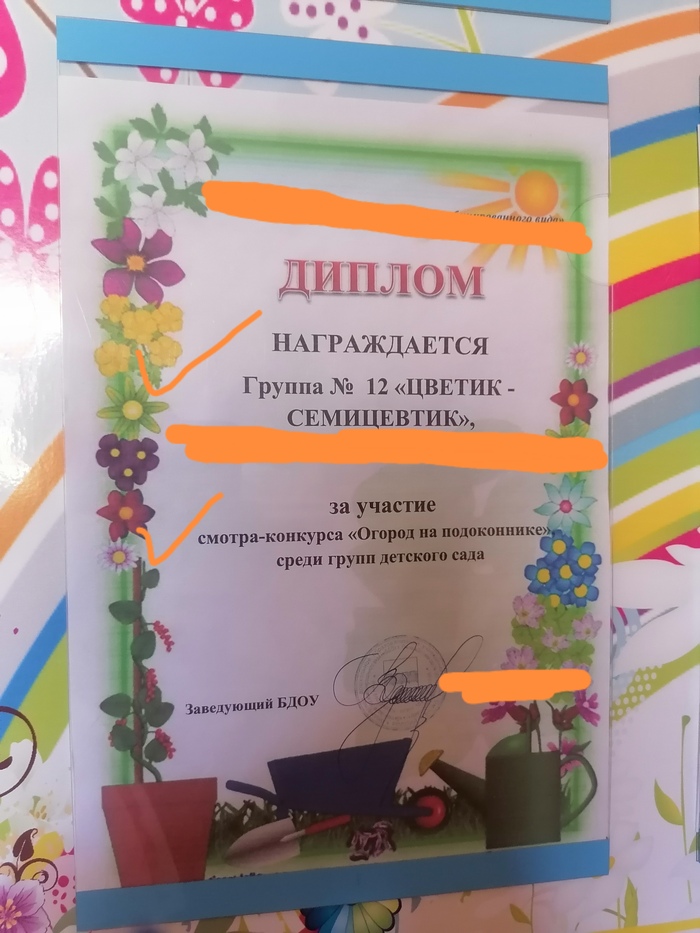 ДИПЛОМ
НАГРАЖДАЕТСЯ
Группа № 12 «ЦВЕТИК -
СЕМИЦЕВТИК»,
за участие
смотра-конкурса «Огород на подоконнике»,
среди групп детского сада
Заведующий БДОУ